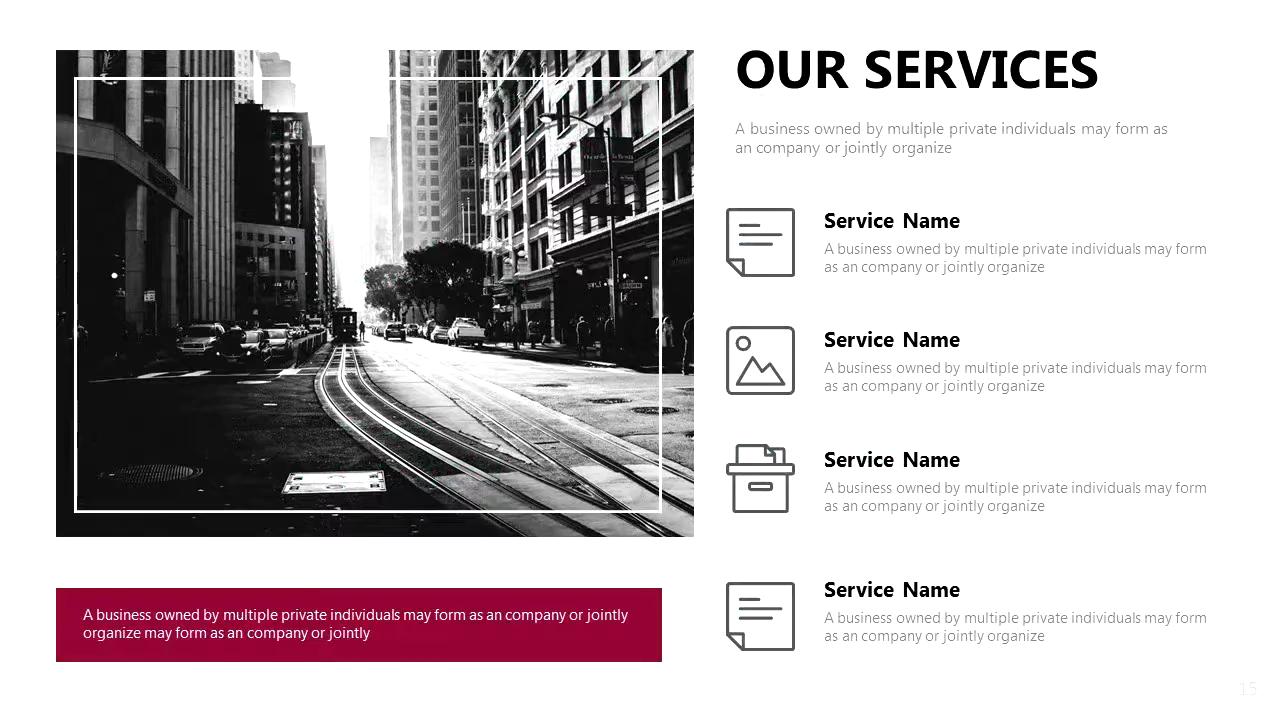 OUR SERVICES
A business owned by multiple private individuals may form as
an company or jointly organize
Service Name
A business owned by multiple private individuals may form
as an company or jointly organize
Service Name
A business owned by multiple private individuals may form
as an company or jointly organize
Service Name
A business owned by multiple private individuals may form
as an company or jointly organize
Service Name
A business owned by multiple private individuals may form
as an company or jointly organize
A business owned by multiple private individuals may form as an company or jointly
organize may form as an company or jointly
15